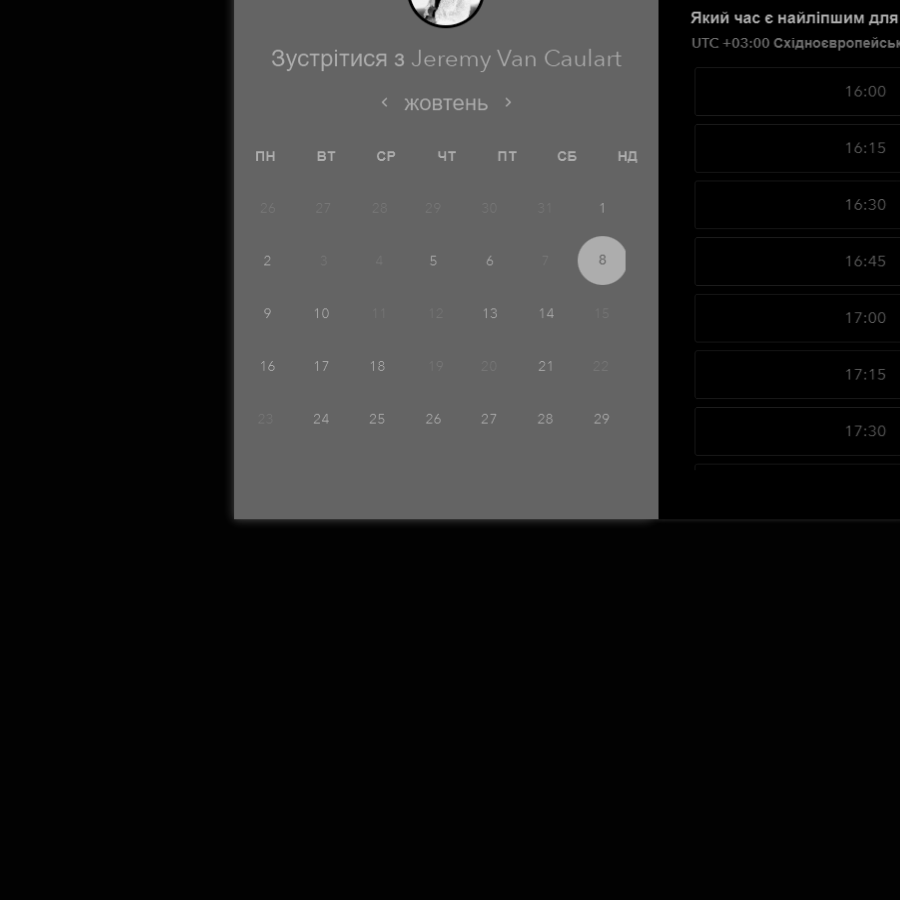 Зустрітися з Jeremy Van Caulart
‹ жовтень ›
ПН ВТ СР ЧТ ПТ СБ НД
26 27 28 29 30 31 1
2 3 4 5 6 7 8
9 10 11 12 13 14 15
16 17 18 19 20 21 22
23 24 25 26 27 28 29
Який час є найліпшим для
UTC +03:00
16:00
16:15
16:30
16:45
17:00
17:15
17:30